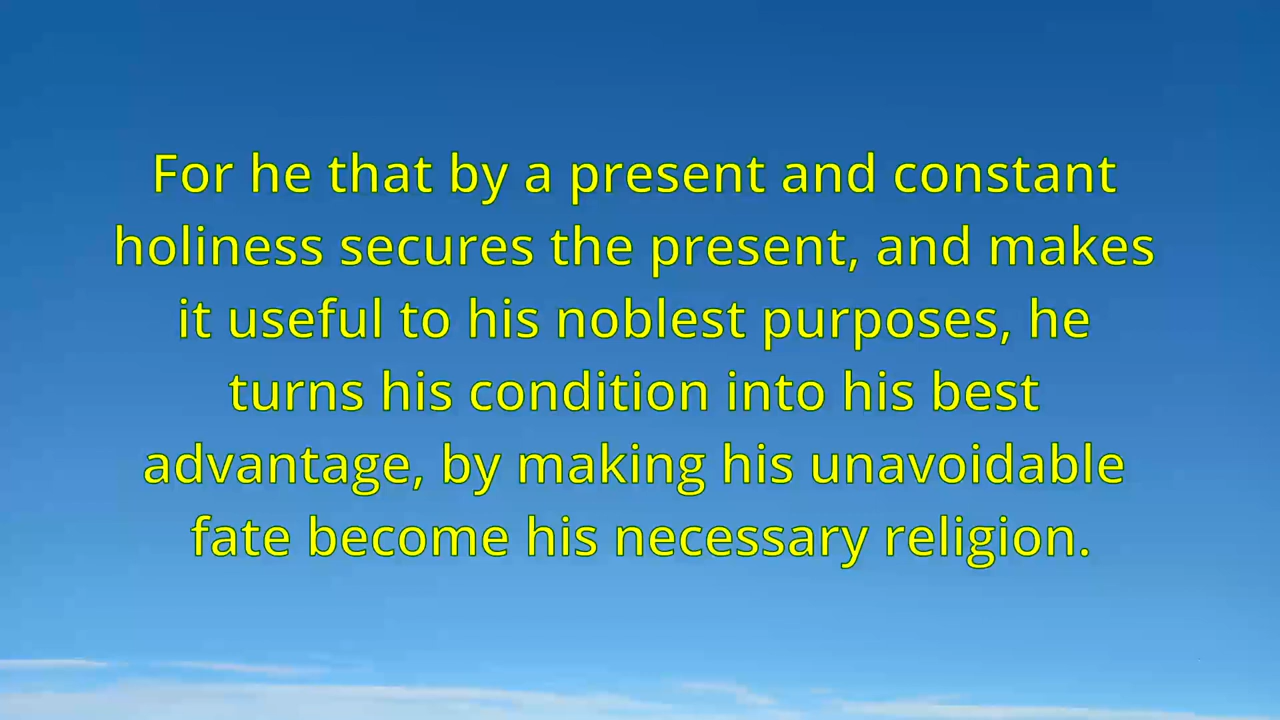 For he that by a present and constant
holiness secures the present, and makes
it useful to his noblest purposes, he
turns his condition into his best
advantage, by making his unavoidable
fate become his necessary religion.